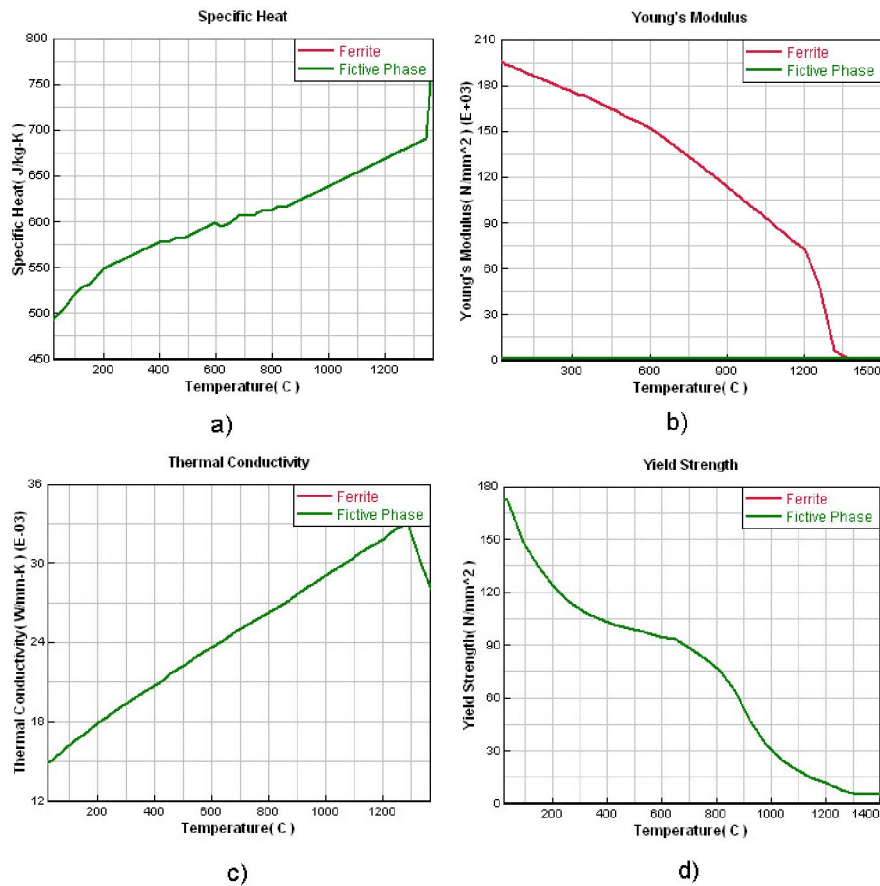 Specific Heat
800
750
700
650
600
550
500
450
Specific Heat( J/kg-K )
Ferrite
Fictive Phase
200 400 600 800 1000 1200
Temperature( C )
a)
Young's Modulus
210
180
150
120
90
60
30
0
Young's Modulus( N/mm^2 ) (E+03)
Ferrite
Fictive Phase
300 600 900 1200 1500
Temperature( C )
b)
Thermal Conductivity
36
30
24
18
12
Thermal Conductivity( W/mm-K ) (E-03)
Ferrite
Fictive Phase
200 400 600 800 1000 1200
Temperature( C )
c)
Yield Strength
180
150
120
90
60
30
0
Yield Strength( N/mm^2 )
Ferrite
Fictive Phase
200 400 600 800 1000 1200 1400
Temperature( C )
d)